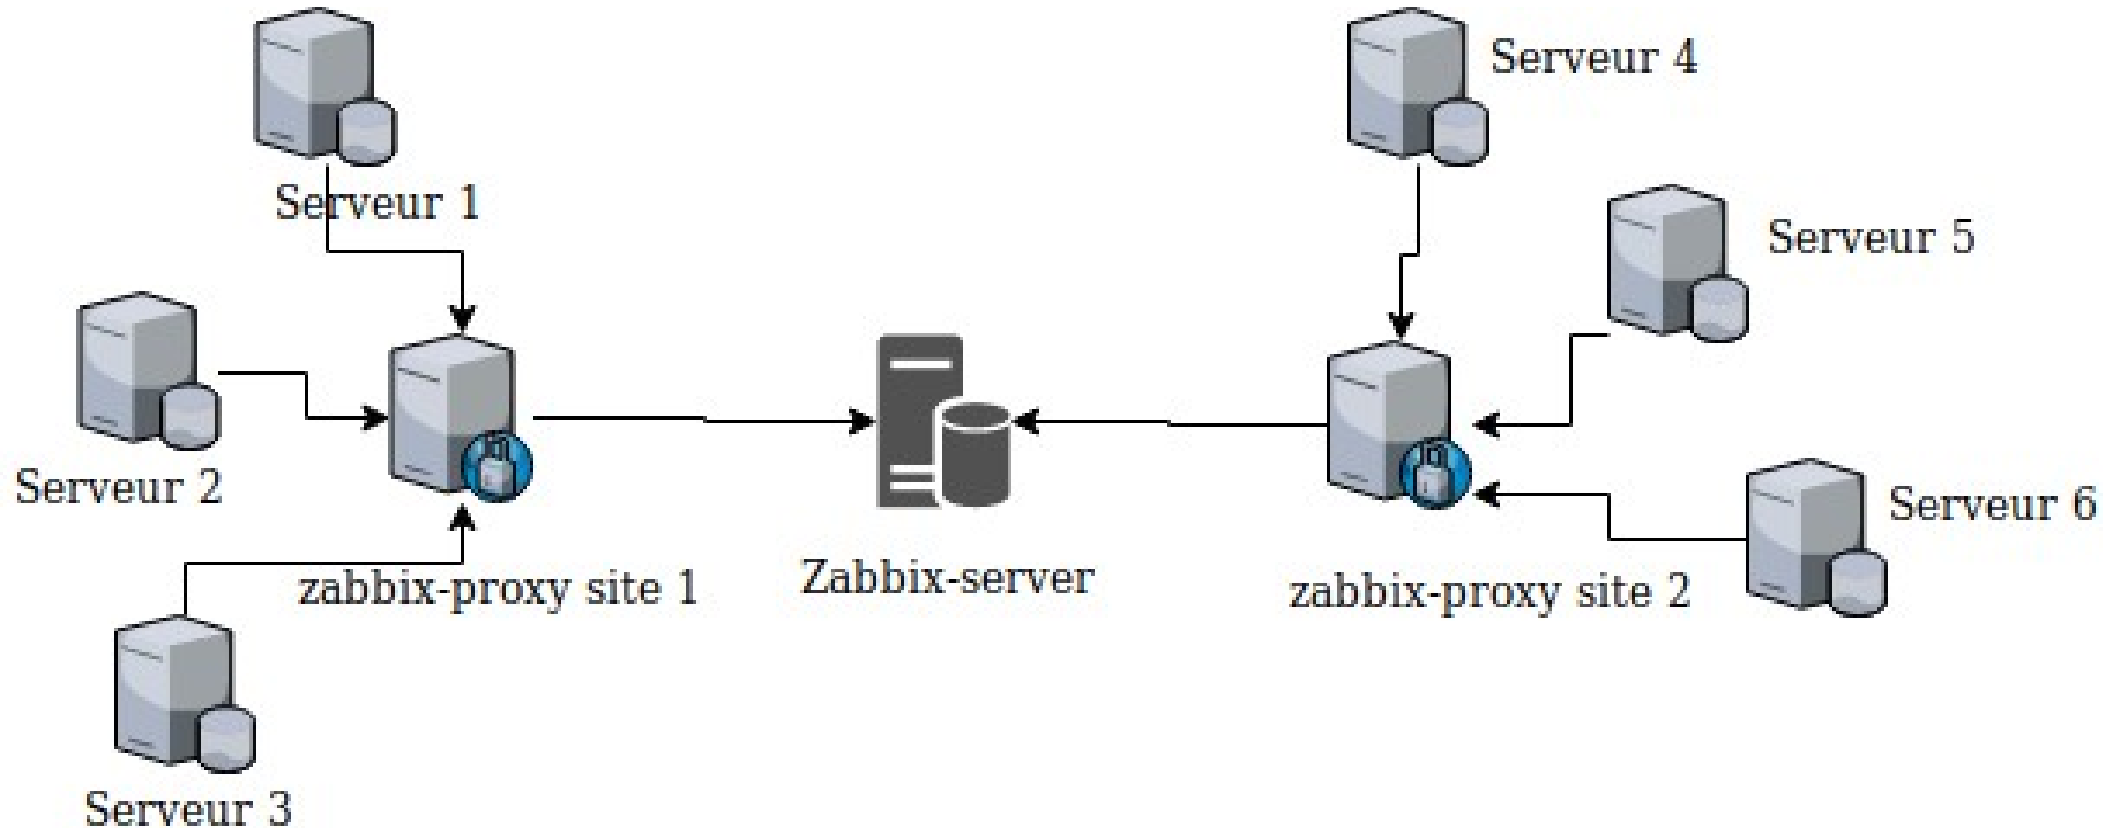 Serveur 1
Serveur 2
Serveur 3
zabbix-proxy site 1
Zabbix-server
Serveur 4
Serveur 5
Serveur 6
zabbix-proxy site 2